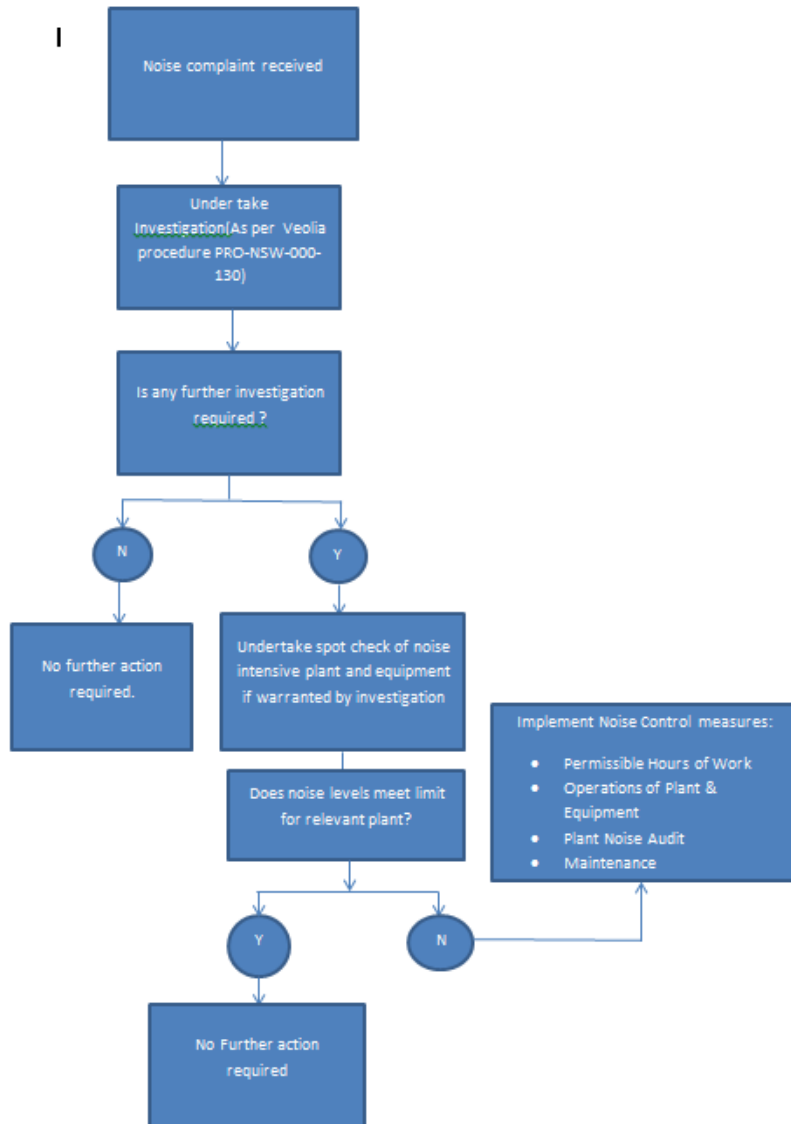 I
Noise complaint received
Under take
Investigation(As per Veolia
procedure PRO-NSW-000-
130)
Is any further investigation
required ?
N
Y
No further action
required.
Undertake spot check of noise
intensive plant and equipment
if warranted by investigation
Implement Noise Control measures:
● Permissible Hours of Work
● Operations of Plant &
Equipment
● Plant Noise Audit
● Maintenance
Does noise levels meet limit
for relevant plant?
Y
N
No Further action
required